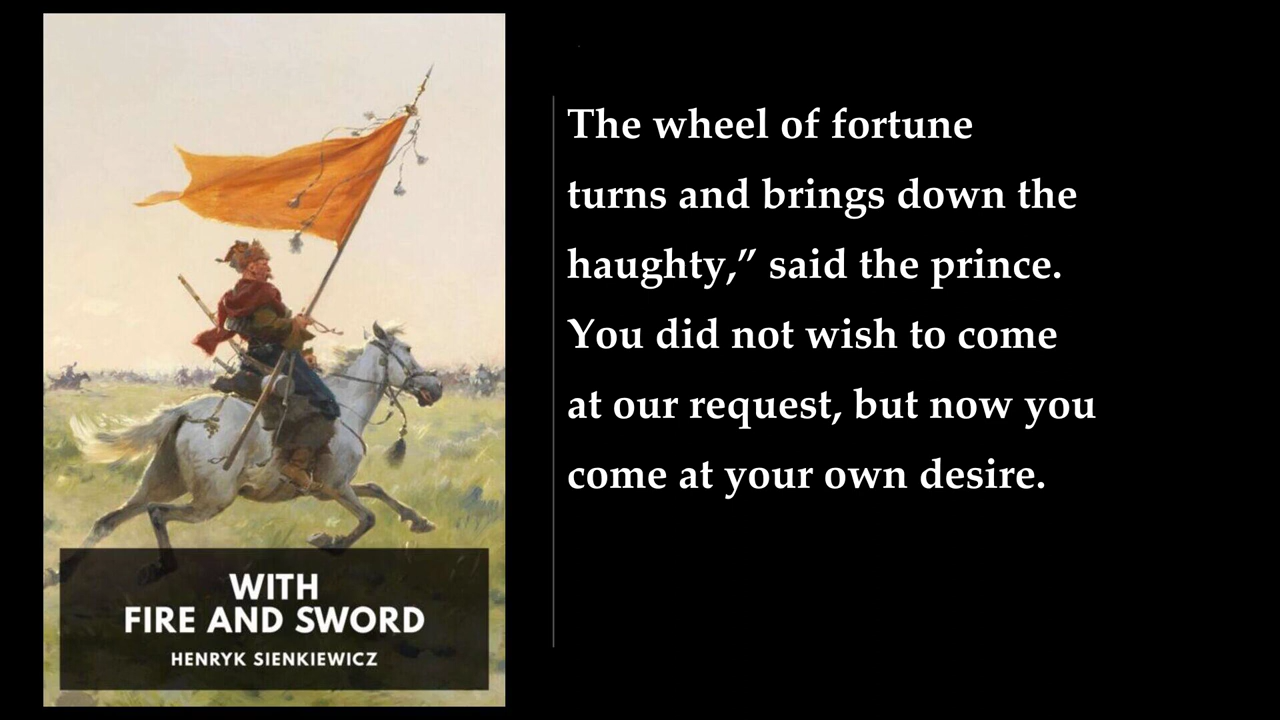 The wheel of fortune
turns and brings down the
haughty,” said the prince.
You did not wish to come
at our request, but now you
come at your own desire.
WITH
FIRE AND SWORD
HENRYK SIENKIEWICZ